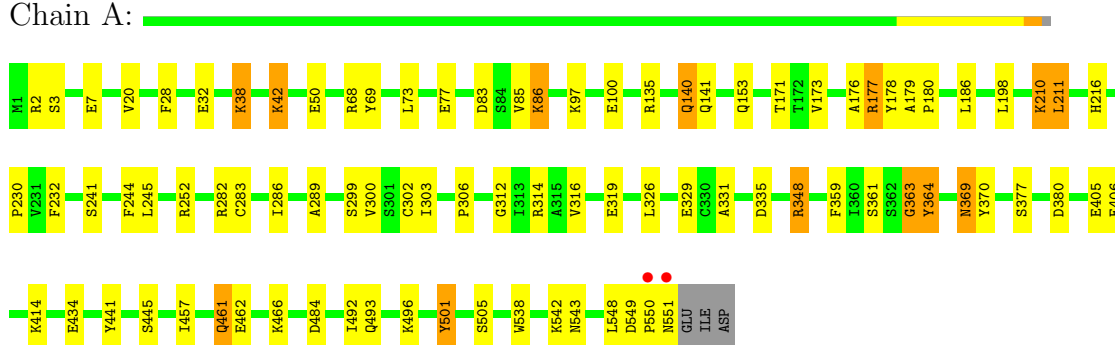 Chain A:
M1 R2 S3 E7 V20 F28 E32 K38 K42 E50 R68 Y69 L73 E77 D83 S84 V85 K86 K97 E100 R135 Q140 Q141 Q153 T171 T172 V173 A176 R177 Y178 A179 P180 L186 L198 K210 L211 H216
P230 V231 F232 S241 F244 L245 R252 R282 C283 I286 A289 S299 V300 S301 C302 I303 P306 G312 I313 R314 A315 V316 E319 L326 E329 C330 A331 D335 R348 F359 I360 S361 S362 G363 Y364 N369 Y370 S377 D380 E405
K414 E434 Y441 S445 I457 Q461 E462 K466 D484 I492 Q493 K496 Y501 S505 W538 K542 N543 L548 D549 P550 N551 GLU ILE ASP